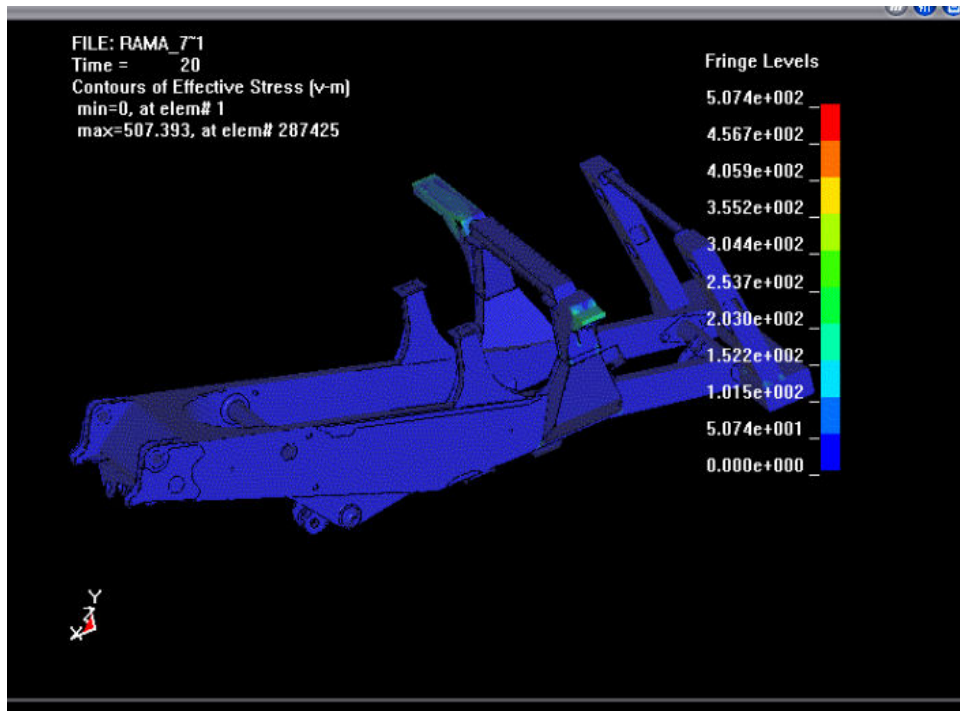 FILE: RAMA_7~1
Time = 20
Contours of Effective Stress (v-m)
min=0, at elem# 1
max=507.393, at elem# 287425
Fringe Levels
5.074e+002
4.567e+002
4.059e+002
3.552e+002
3.044e+002
2.537e+002
2.030e+002
1.522e+002
1.015e+002
5.074e+001
0.000e+000
Y
Z
X